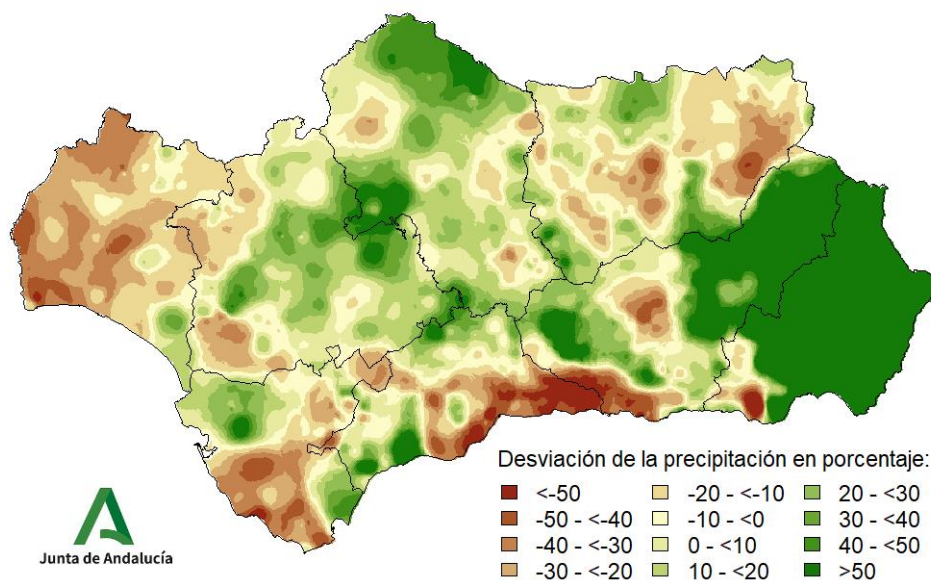 Desviación de la precipitación en porcentaje:
<-50 -20 - <-10 20 - <30
-50 - <-40 -10 - <0 30 - <40
-40 - <-30 0 - <10 40 - <50
-30 - <-20 10 - <20 >50
Junta de Andalucía